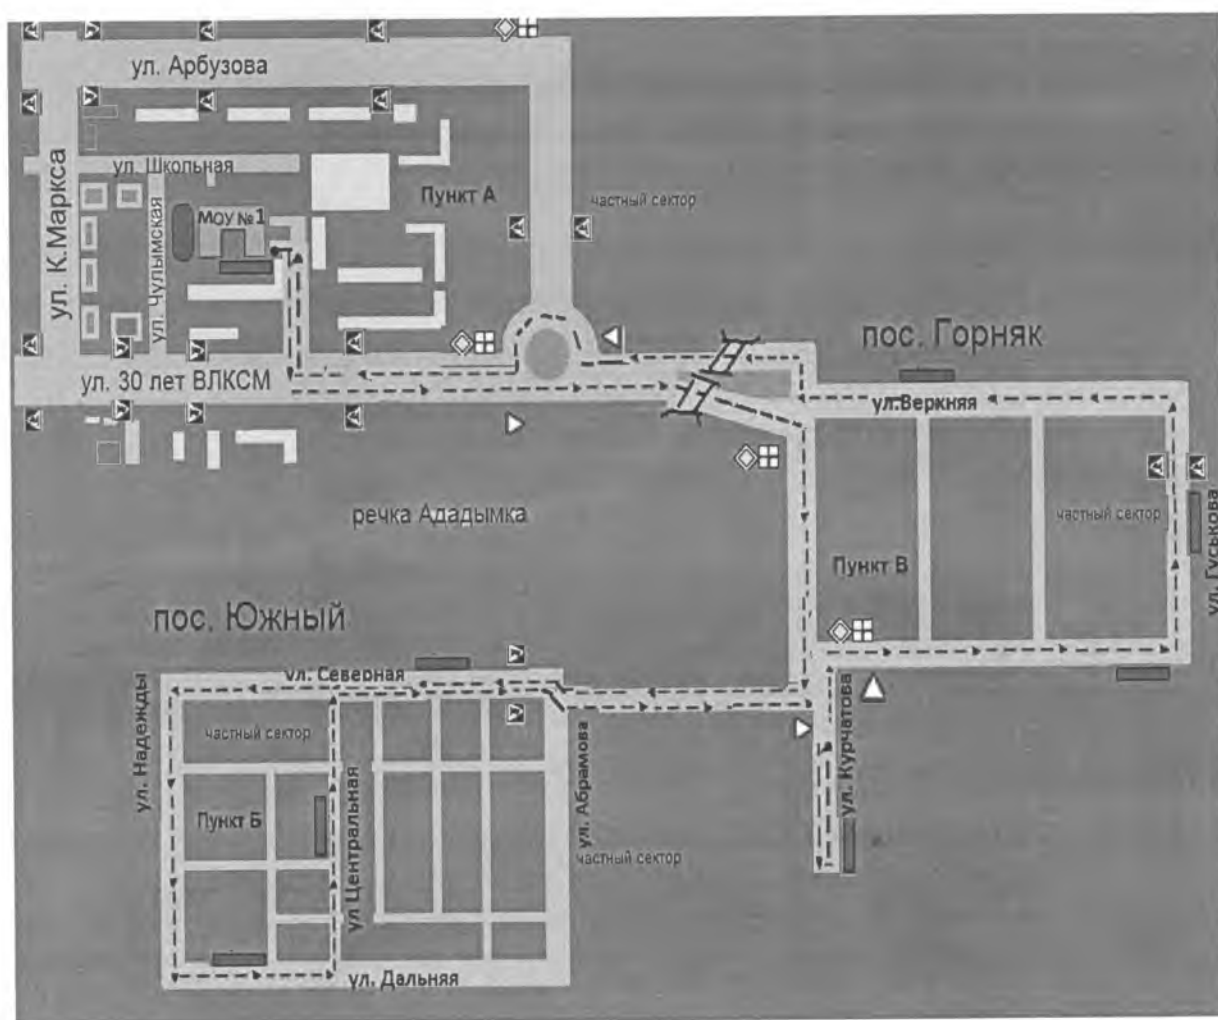 ул. Арбузова
ул. К.Маркса
ул. Школьная
Пункт А
частный сектор
МОУ №1
ул. Чулымская
пос. Горняк
ул. 30 лет ВЛКСМ
ул.Веркняя
речка Ададымка
частный сектор
ул. Гуськова
Пункт В
пос. Южный
ул. Северная
ул. Надежды
частный сектор
ул. Курчатова
ул. Абрамова
ул Центральная
Пункт Б
частный сектор
ул. Дальняя